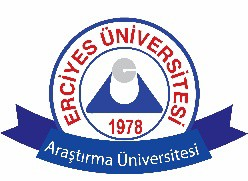 ERCİYES ÜNİVERSİTESİ
1978
Araştırma Üniversitesi